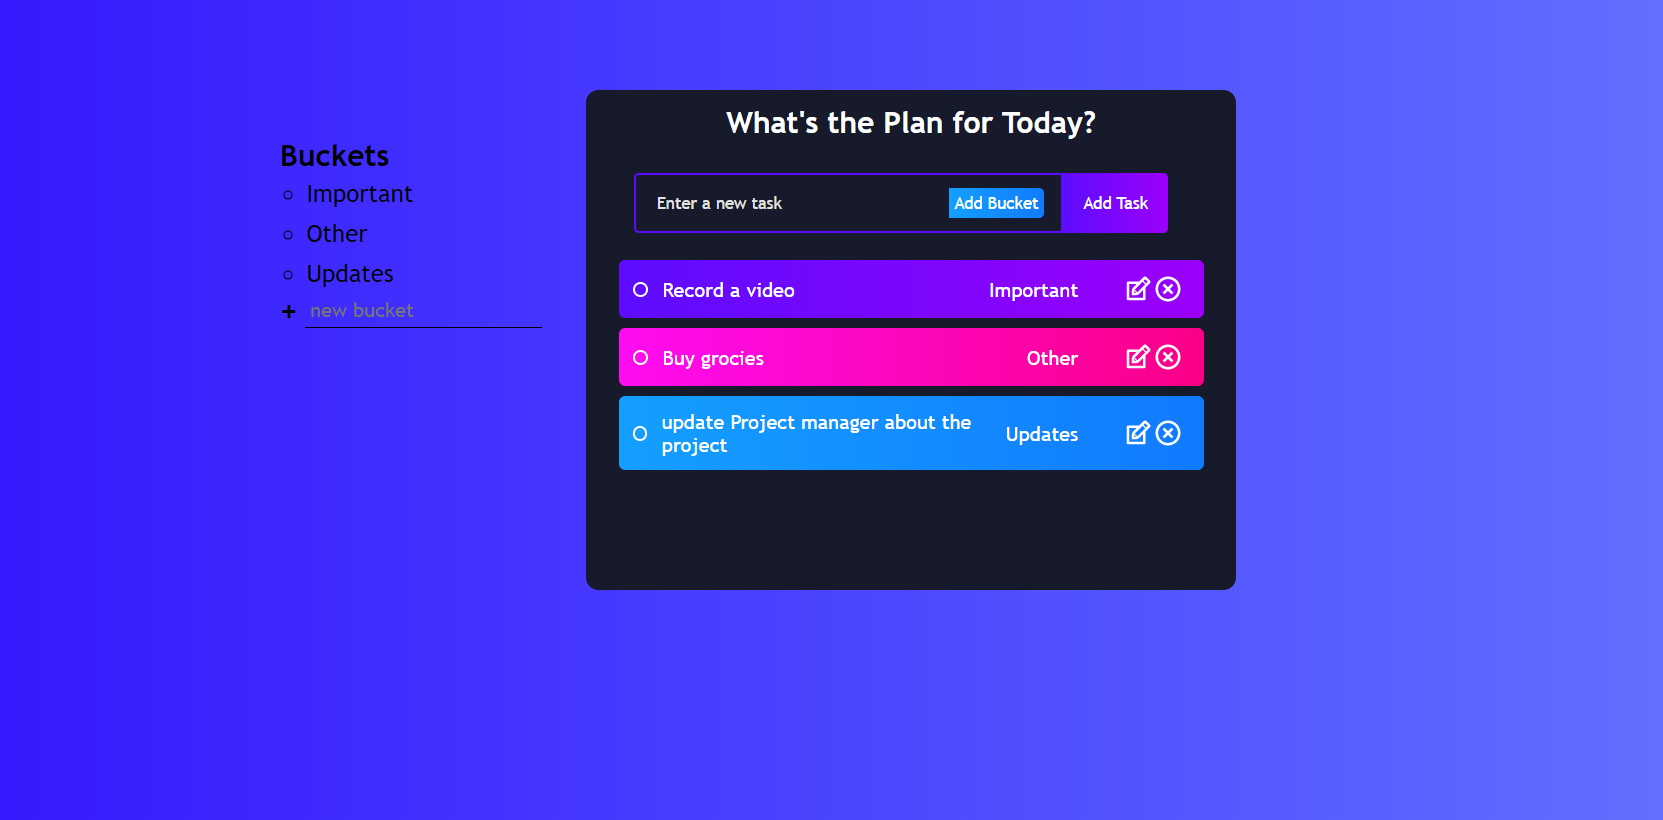 What's the Plan for Today?
Buckets
Important
Other
Updates
+ new bucket
Enter a new task Add Bucket Add Task
Record a video Important
Buy grocies Other
update Project manager about the
project Updates